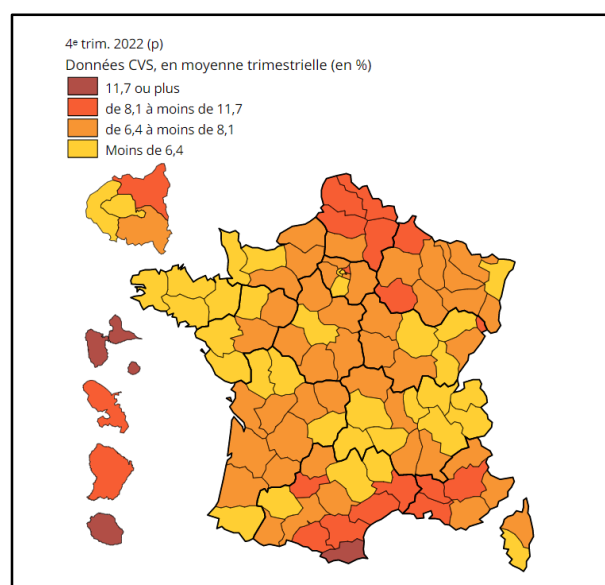 4e trim. 2022 (p)
Données CVS, en moyenne trimestrielle (en %)
11,7 ou plus
de 8,1 à moins de 11,7
de 6,4 à moins de 8,1
Moins de 6,4